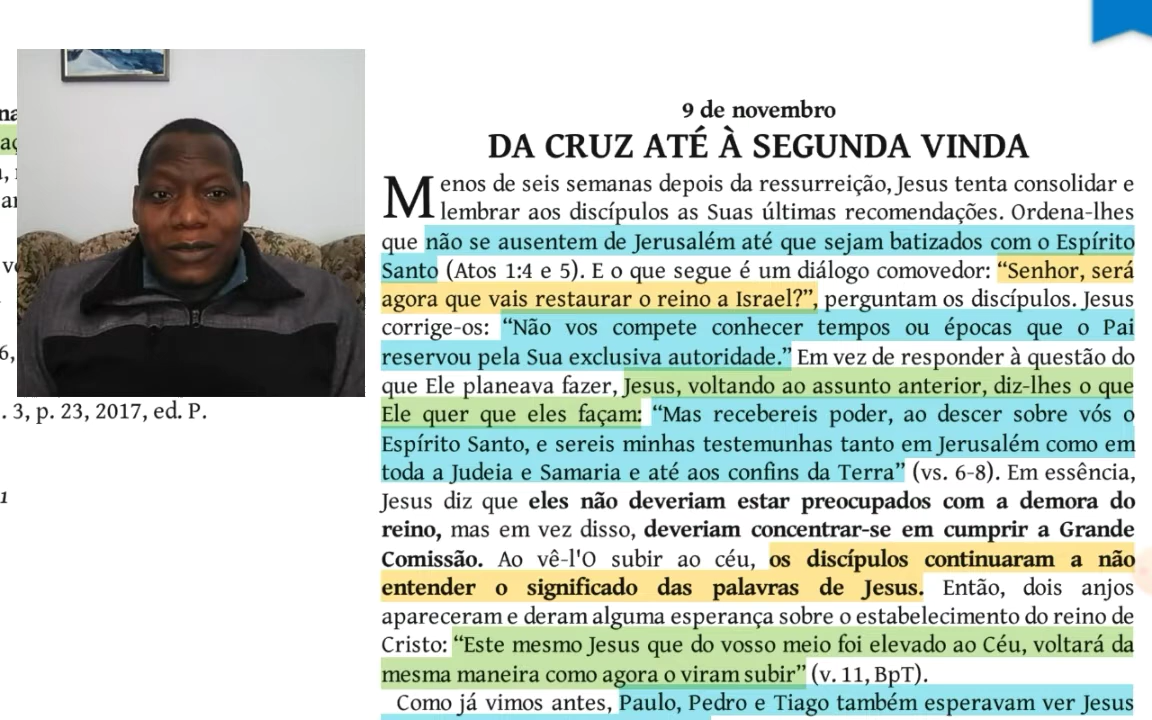 9 de novembro
DA CRUZ ATÉ À SEGUNDA VINDA
Menos de seis semanas depois da ressurreição, Jesus tenta consolidar e
lembrar aos discípulos as Suas últimas recomendações. Ordena-lhes
que não se ausentem de Jerusalém até que sejam batizados com o Espírito
Santo (Atos 1:4 e 5). E o que segue é um diálogo comovedor: “Senhor, será
agora que vais restaurar o reino a Israel?”, perguntam os discípulos. Jesus
corrige-os: “Não vos compete conhecer tempos ou épocas que o Pai
reservou pela Sua exclusiva autoridade.” Em vez de responder à questão do
que Ele planeava fazer, Jesus, voltando ao assunto anterior, diz-lhes o que
Ele quer que eles façam: “Mas recebereis poder, ao descer sobre vós o
Espírito Santo, e sereis minhas testemunhas tanto em Jerusalém como em
toda a Judeia e Samaria e até aos confins da Terra” (vs. 6-8). Em essência,
Jesus diz que eles não deveriam estar preocupados com a demora do
reino, mas em vez disso, deveriam concentrar-se em cumprir a Grande
Comissão. Ao vê-l'O subir ao céu, os discípulos continuaram a não
entender o significado das palavras de Jesus. Então, dois anjos
apareceram e deram alguma esperança sobre o estabelecimento do reino de
Cristo: “Este mesmo Jesus que do vosso meio foi elevado ao Céu, voltará da
mesma maneira como agora o viram subir” (v. 11, BpT).
Como já vimos antes, Paulo, Pedro e Tiago também esperavam ver Jesus
. 3, p. 23, 2017, ed. P.